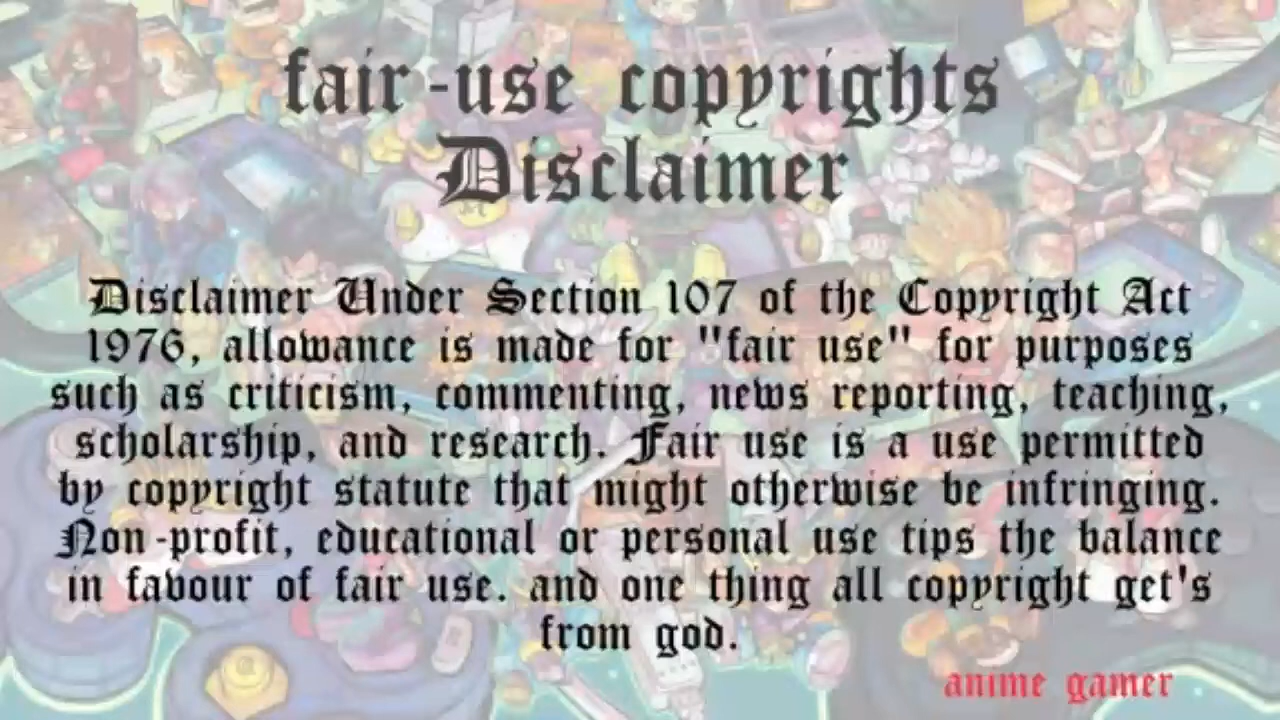 fair-use copyrights
Disclaimer
Disclaimer Under Section 107 of the Copyright Act
1976, allowance is made for "fair use" for purposes
such as criticism, commenting, news reporting, teaching,
scholarship, and research. Fair use is a use permitted
by copyright statute that might otherwise be infringing.
Non-profit, educational or personal use tips the balance
in favour of fair use. and one thing all copyright get's
from god.
anime gamer